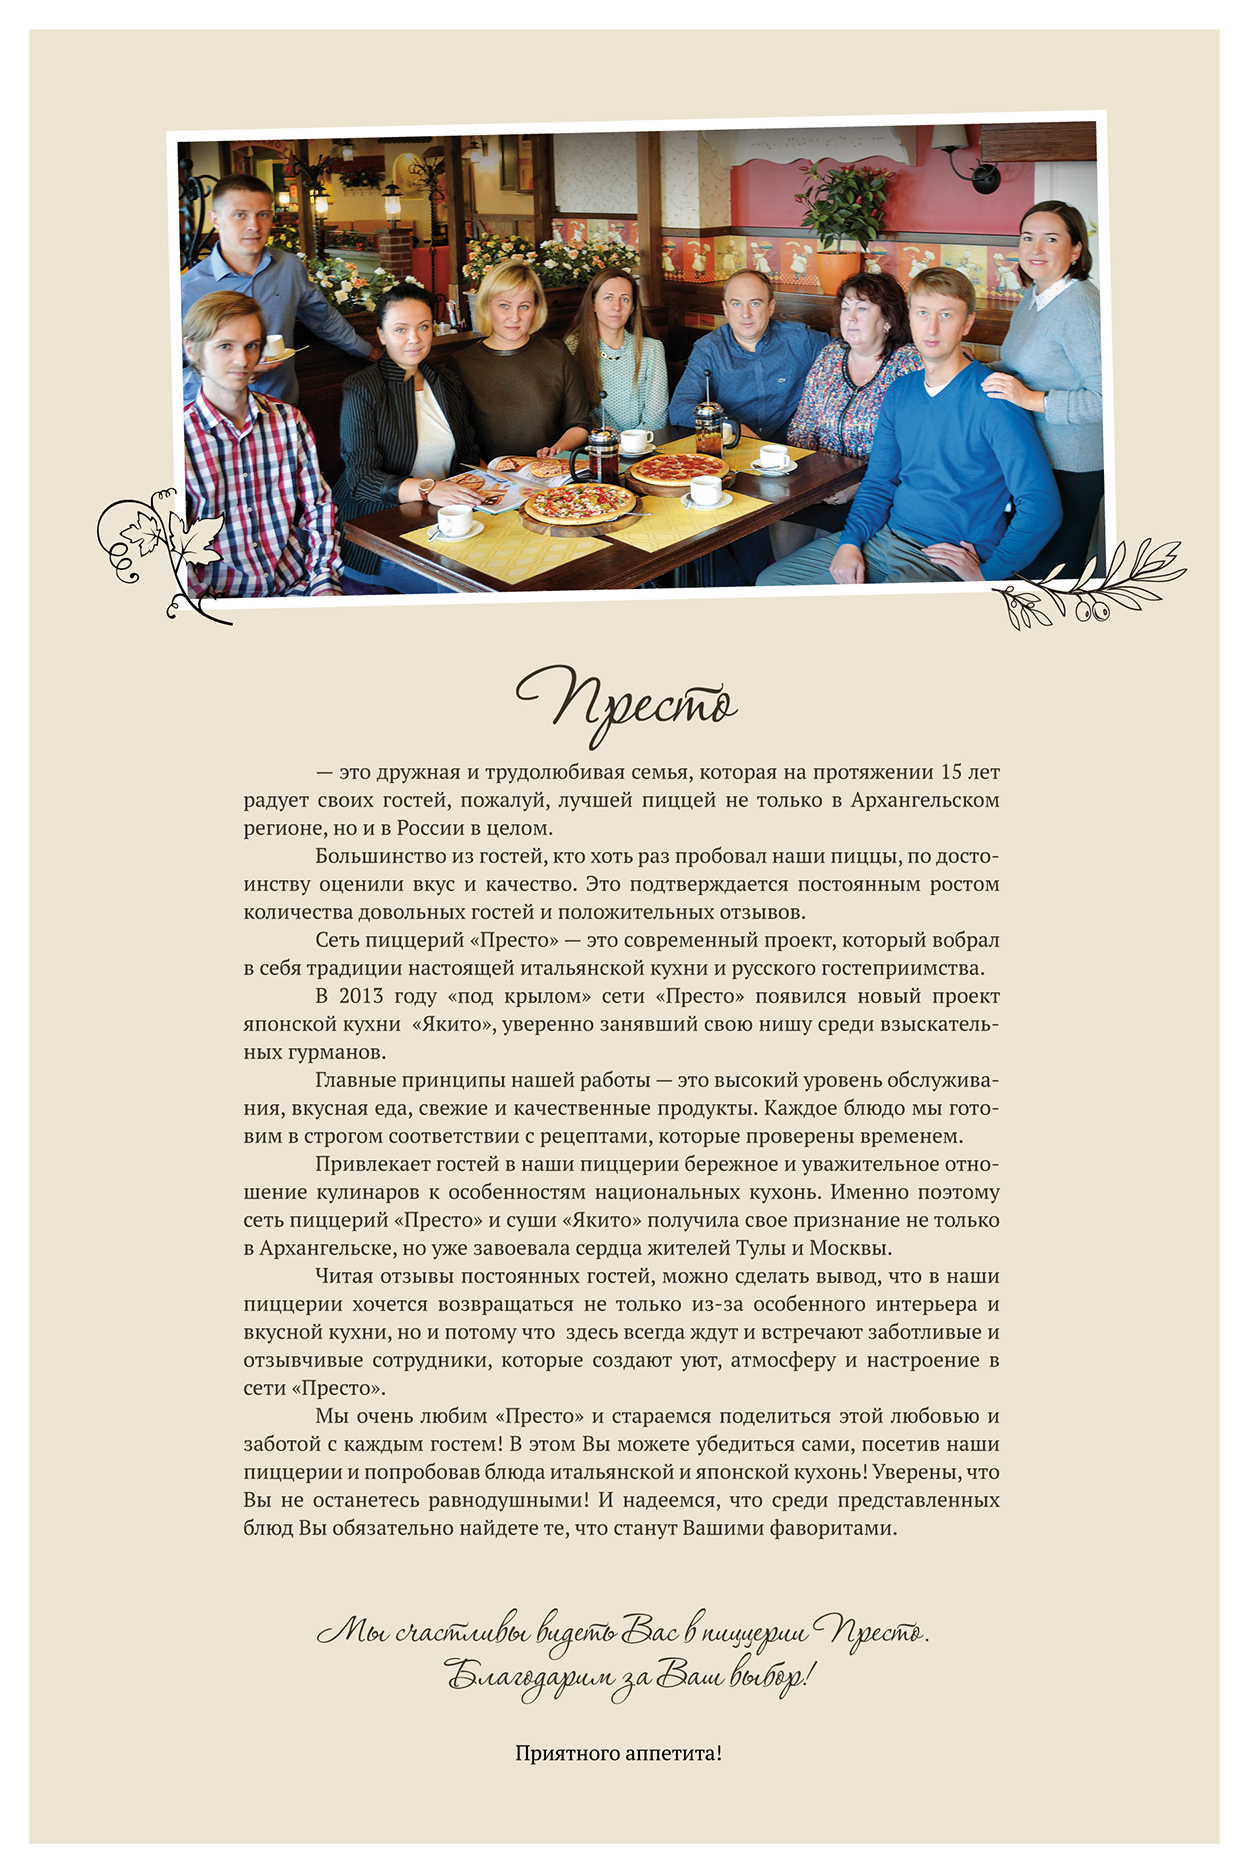 Престо
— это дружная и трудолюбивая семья, которая на протяжении 15 лет
радует своих гостей, пожалуй, лучшей пиццей не только в Архангельском
регионе, но и в России в целом.
Большинство из гостей, кто хоть раз пробовал наши пиццы, по досто-
инству оценили вкус и качество. Это подтверждается постоянным ростом
количества довольных гостей и положительных отзывов.
Сеть пиццерий «Престо» — это современный проект, который вобрал
в себя традиции настоящей итальянской кухни и русского гостеприимства.
В 2013 году «под крылом» сети «Престо» появился новый проект
японской кухни «Якито», уверенно занявший свою нишу среди взыскатель-
ных гурманов.
Главные принципы нашей работы — это высокий уровень обслужива-
ния, вкусная еда, свежие и качественные продукты. Каждое блюдо мы гото-
вим в строгом соответствии с рецептами, которые проверены временем.
Привлекает гостей в наши пиццерии бережное и уважительное отно-
шение кулинаров к особенностям национальных кухонь. Именно поэтому
сеть пиццерий «Престо» и суши «Якито» получила свое признание не только
в Архангельске, но уже завоевала сердца жителей Тулы и Москвы.
Читая отзывы постоянных гостей, можно сделать вывод, что в наши
пиццерии хочется возвращаться не только из-за особенного интерьера и
вкусной кухни, но и потому что здесь всегда ждут и встречают заботливые и
отзывчивые сотрудники, которые создают уют, атмосферу и настроение в
сети «Престо».
Мы очень любим «Престо» и стараемся поделиться этой любовью и
заботой с каждым гостем! В этом Вы можете убедиться сами, посетив наши
пиццерии и попробовав блюда итальянской и японской кухонь! Уверены, что
Вы не останетесь равнодушными! И надеемся, что среди представленных
блюд Вы обязательно найдете те, что станут Вашими фаворитами.
Мы счастливы видеть Вас в пиццерии Престо.
Благодарим за Ваш выбор!
Приятного аппетита!